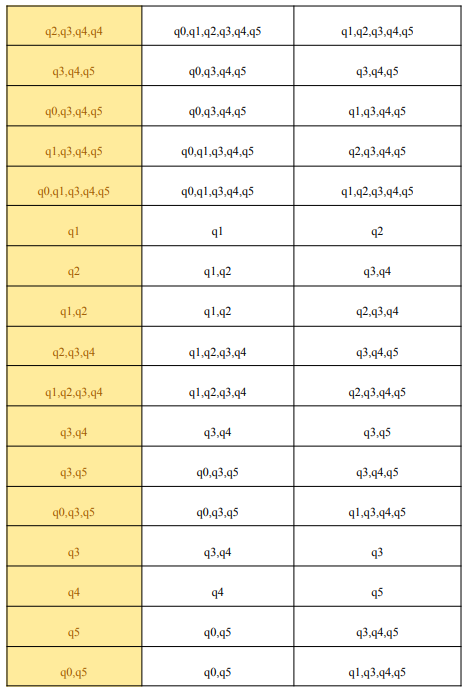 q2,q3,q4,q4 q0,q1,q2,q3,q4,q5 q1,q2,q3,q4,q5
q3,q4,q5 q0,q3,q4,q5 q3,q4,q5
q0,q3,q4,q5 q0,q3,q4,q5 q1,q3,q4,q5
q1,q3,q4,q5 q0,q1,q3,q4,q5 q2,q3,q4,q5
q0,q1,q3,q4,q5 q0,q1,q3,q4,q5 q1,q2,q3,q4,q5
q1 q1 q2
q2 q1,q2 q3,q4
q1,q2 q1,q2 q2,q3,q4
q2,q3,q4 q1,q2,q3,q4 q3,q4,q5
q1,q2,q3,q4 q1,q2,q3,q4 q2,q3,q4,q5
q3,q4 q3,q4 q3,q5
q3,q5 q0,q3,q5 q3,q4,q5
q0,q3,q5 q0,q3,q5 q1,q3,q4,q5
q3 q3,q4 q3
q4 q4 q5
q5 q0,q5 q3,q4,q5
q0,q5 q0,q5 q1,q3,q4,q5